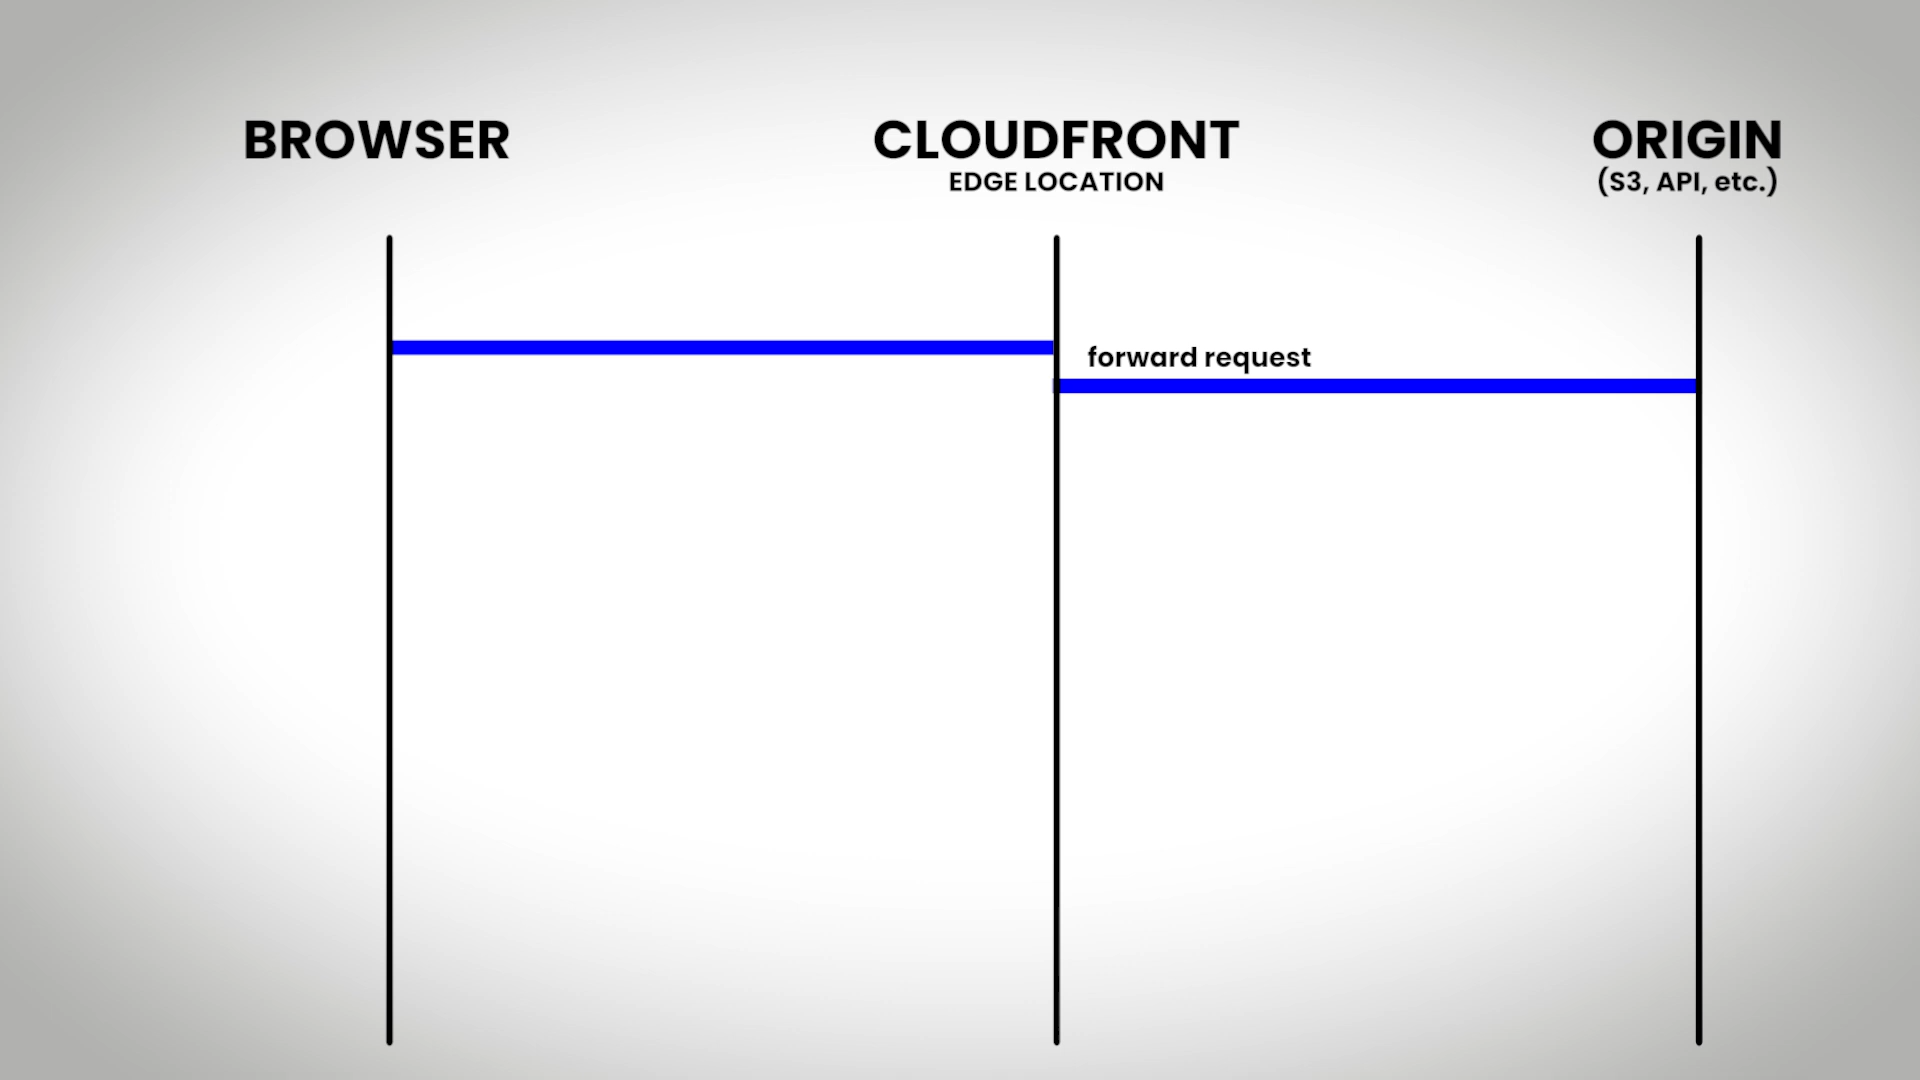 BROWSER
CLOUDFRONT
EDGE LOCATION
ORIGIN
(S3, API, etc.)
forward request